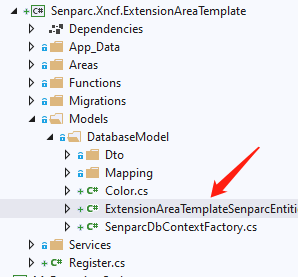 Senparc.Xncf.ExtensionAreaTemplate
Dependencies
App_Data
Areas
Functions
Migrations
Models
DatabaseModel
Dto
Mapping
C# Color.cs
C# ExtensionAreaTemplateSenparcEntiti
C# SenparcDbContextFactory.cs
Services
C# Register.cs